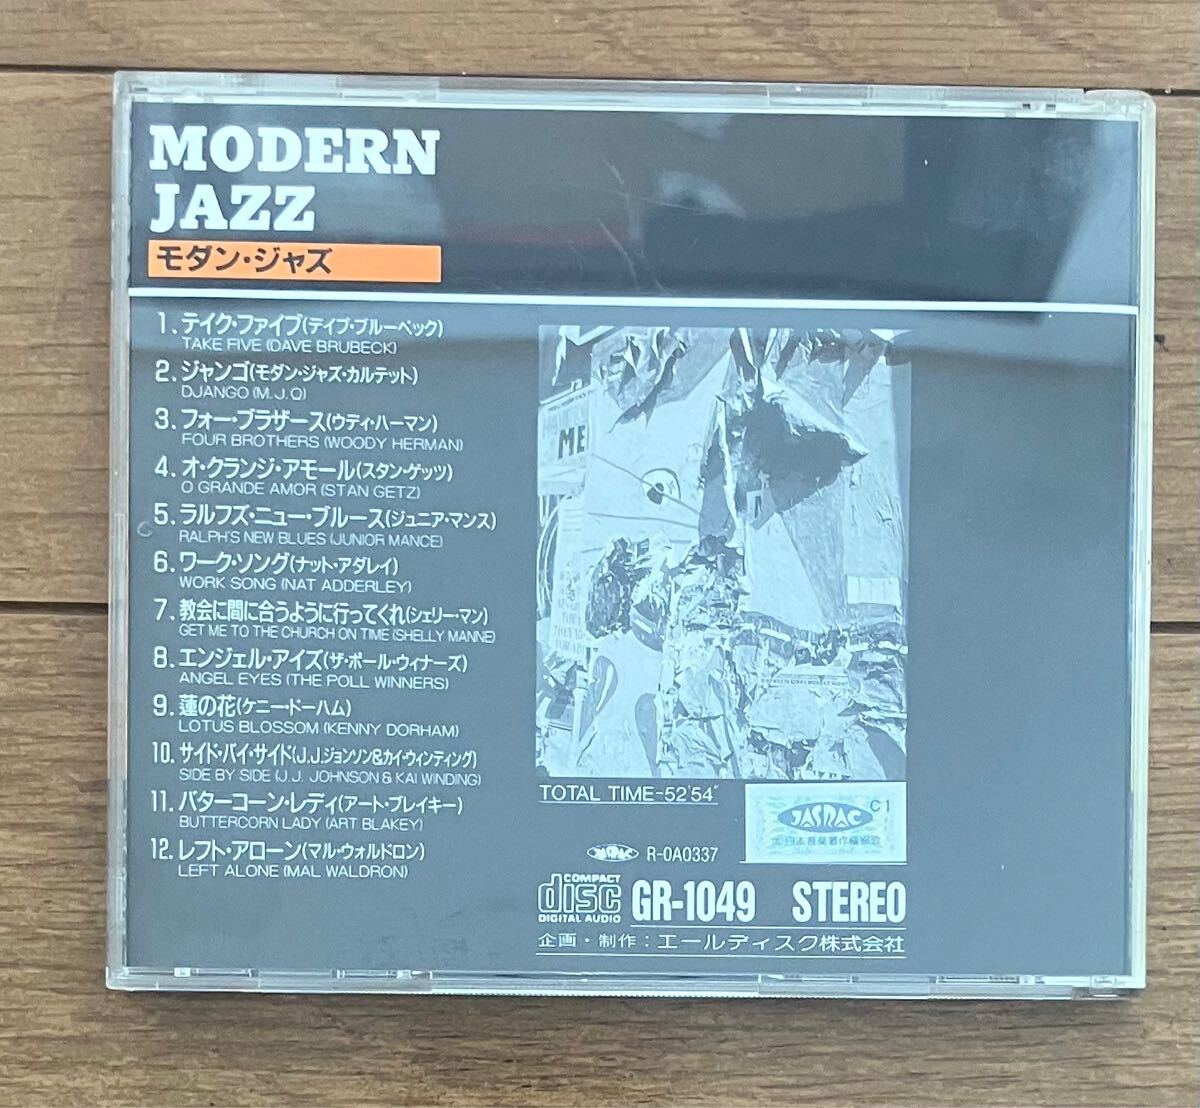 MODERN
JAZZ
モダン・ジャズ
1. テイク・ファイブ(デイブ・ブルーベック)
TAKE FIVE (DAVE BRUBECK)
2. ジャンゴ(モダン・ジャズ・カルテット)
DJANGO (M.J.Q)
3. フォー・ブラザース(ウディ・ハーマン)
FOUR BROTHERS (WOODY HERMAN)
4. オ・クランジ・アモール(スタン・ゲッツ)
O GRANDE AMOR (STAN GETZ)
5. ラルフズ・ニュー・ブルース(ジュニア・マンス)
RALPH'S NEW BLUES (JUNIOR MANCE)
6. ワーク・ソング(ナット・アダレイ)
WORK SONG (NAT ADDERLEY)
7. 教会に間に合うように行ってくれ(シェリー・マン)
GET ME TO THE CHURCH ON TIME (SHELLY MANNE)
8. エンジェル・アイズ(ザ・ポール・ウィナーズ)
ANGEL EYES (THE POLL WINNERS)
9. 蓮の花(ケニー・ドーハム)
LOTUS BLOSSOM (KENNY DORHAM)
10. サイド・バイ・サイド(J.Jジョンソン&カイ・ウィンディング)
SIDE BY SIDE (J.J. JOHNSON & KAI WINDING)
11. バターコーン・レディ(アート・ブレイキー)
BUTTERCORN LADY (ART BLAKEY)
12. レフト・アローン(マル・ウォルドロン)
LEFT ALONE (MAL WALDRON)
ME
TOTAL TIME-52'54"
JASRAC C1
JASRAC R-0A0337
COMPACT
disc
DIGITAL AUDIO
GR-1049 STEREO
企画・制作:エールディスク株式会社